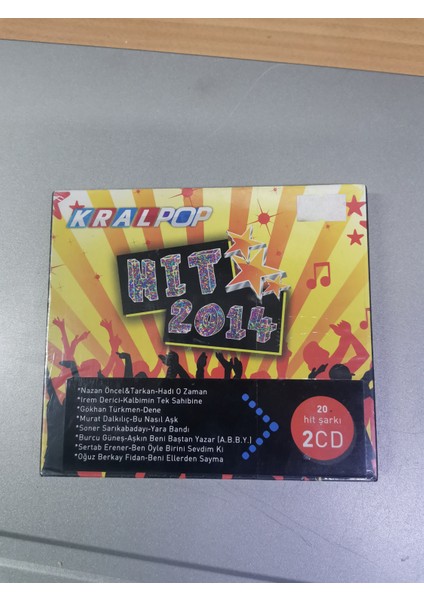 KRALPOP
HIT
2014
*Nazan Öncel&Tarkan-Hadi O Zaman
*İrem Derici-Kalbimin Tek Sahibine
*Gökhan Türkmen-Dene
*Murat Dalkılıç-Bu Nasıl Aşk
*Soner Sarıkabadayı-Yara Bandı
*Burcu Güneş-Aşkın Beni Baştan Yazar (A.B.B.Y.)
*Sertab Erener-Ben Öyle Birini Sevdim Ki
*Oğuz Berkay Fidan-Beni Ellerden Sayma
20
hit şarkı
2CD